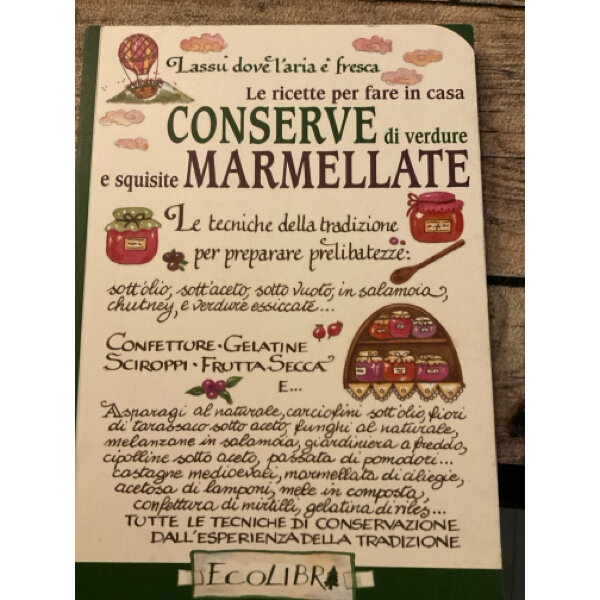 Lassù dove l'aria è fresca
Le ricette per fare in casa
CONSERVE di verdure
e squisite MARMELLATE
Le tecniche della tradizione
per preparare prelibatezze:
sott'olio, sott'aceto, sotto vuoto, in salamoia,
chutney, e verdure essiccate...
CONFETTURE • GELATINE
SCIROPPI • FRUTTA SECCA
E...
Asparagi al naturale, carciofini sott'olio, fiori
di tarassaco sotto aceto, funghi al naturale,
melanzane in salamoia, giardiniera a freddo,
cipolline sotto aceto, passata di pomodori...
castagne medioevali, marmellata di ciliegie,
acetosa di lamponi, mele in composta,
confettura di mirtilli, gelatina di ribes...
TUTTE LE TECNICHE DI CONSERVAZIONE
DALL'ESPERIENZA DELLA TRADIZIONE
ECOLIBRI